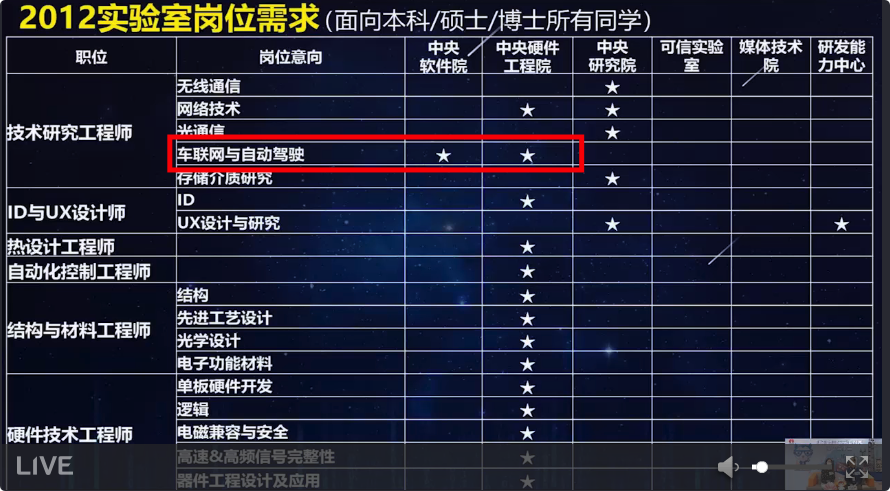 2012实验室岗位需求(面向本科/硕士/博士所有同学)
职位 岗位意向 中央软件院 中央硬件工程院 中央研究院 可信实验室 媒体技术院 研发能力中心
技术研究工程师 无线通信 ★
网络技术 ★ ★
光通信 ★
车联网与自动驾驶 ★ ★
存储介质研究 ★
ID与UX设计师 ID ★
UX设计与研究 ★ ★
热设计工程师 ★
自动化控制工程师 ★
结构与材料工程师 结构 ★
先进工艺设计 ★
光学设计 ★
电子功能材料 ★
硬件技术工程师 单板硬件开发 ★
逻辑 ★
电磁兼容与安全 ★
高速&高频信号完整性 ★
器件工程设计及应用 ★
LIVE